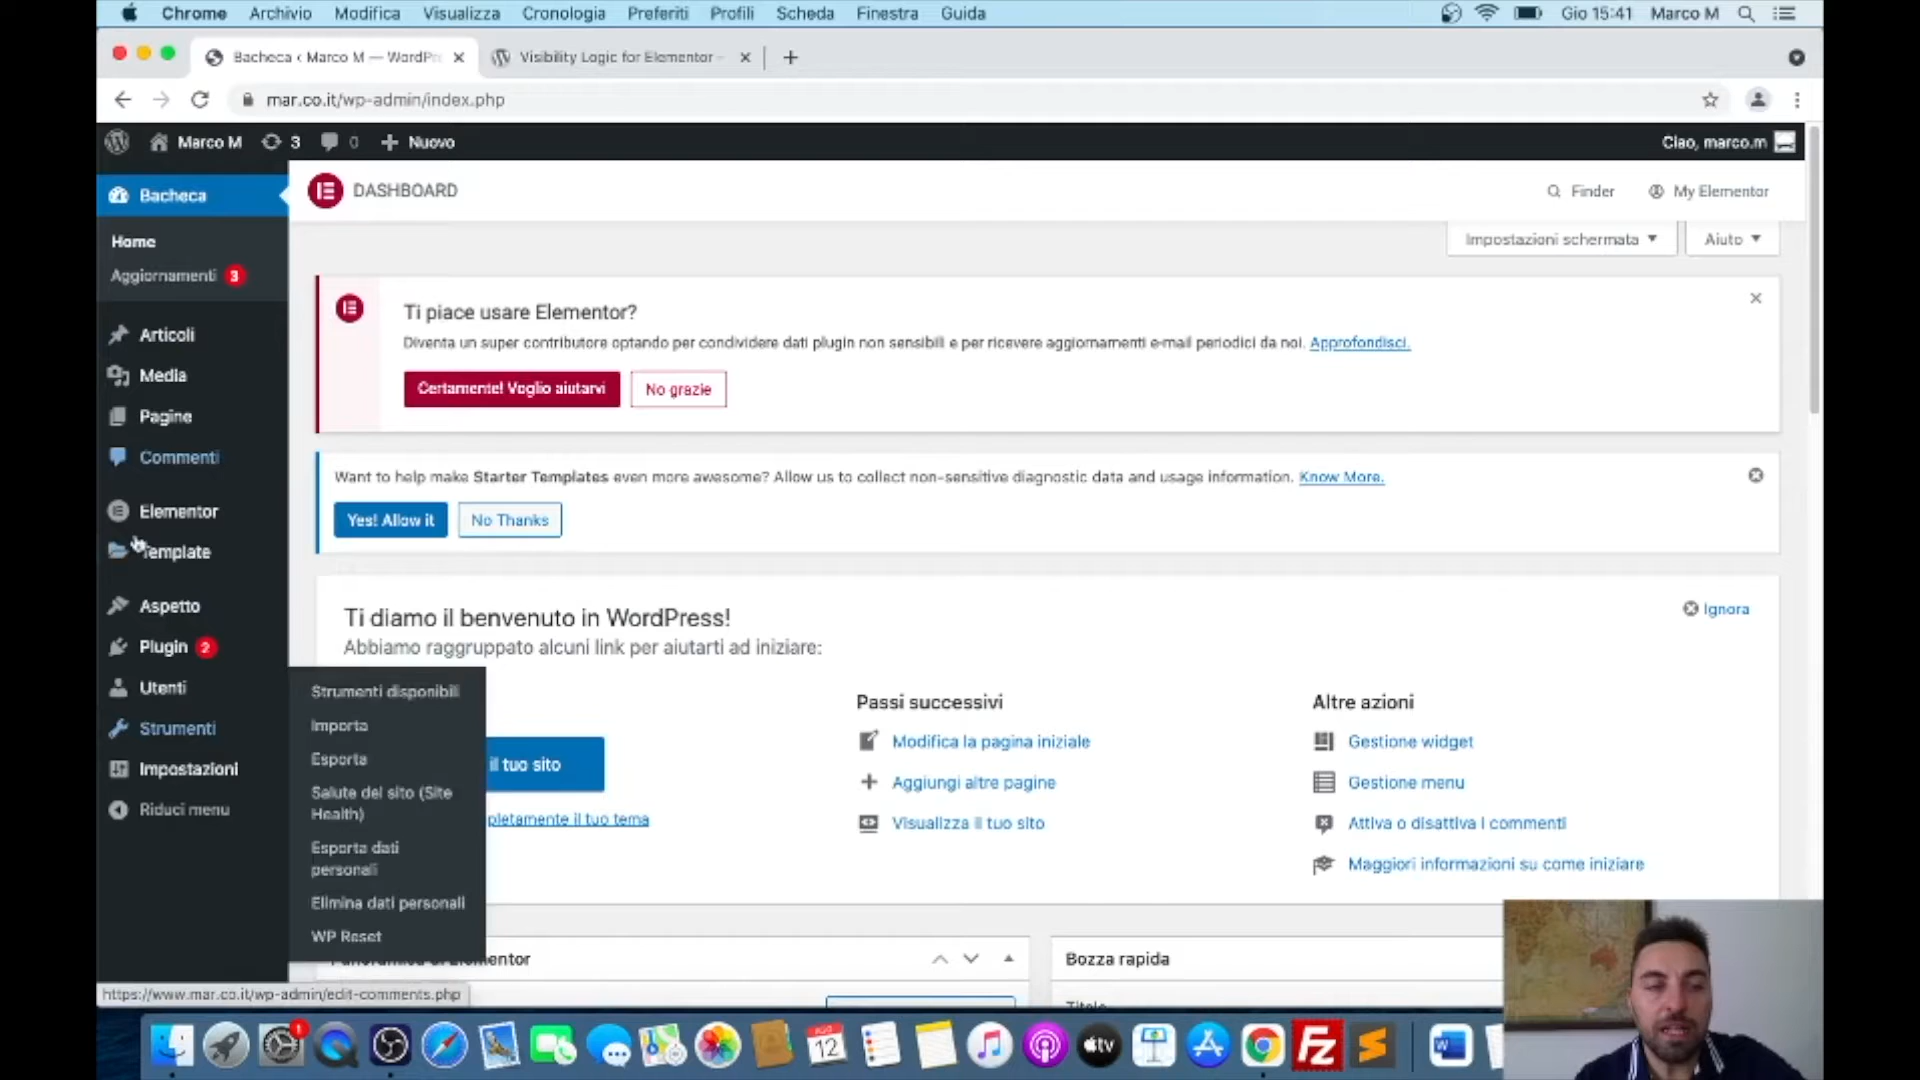 Chrome Archivio Modifica Visualizza Cronologia Preferiti Profili Scheda Finestra Guida Gio 15:41 Marco M
Bacheca ‹ Marco M — WordPr
Visibility Logic for Elementor –
mar.co.it/wp-admin/index.php
Marco M 3 0 Nuovo
Ciao, marco.m
Bacheca
Home
Aggiornamenti 3
Articoli
Media
Pagine
Commenti
Elementor
Template
Aspetto
Plugin 2
Utenti
Strumenti
Impostazioni
Riduci menu
Strumenti disponibili
Importa
Esporta
Salute del sito (Site
Health)
Esporta dati
personali
Elimina dati personali
WP Reset
DASHBOARD
Finder
My Elementor
Impostazioni schermata
Aiuto
Ti piace usare Elementor?
Diventa un super contributore optando per condividere dati plugin non sensibili e per ricevere aggiornamenti e-mail periodici da noi. Approfondisci.
Certamente! Voglio aiutarvi
No grazie
Want to help make Starter Templates even more awesome? Allow us to collect non-sensitive diagnostic data and usage information. Know More.
Yes! Allow it
No Thanks
Ti diamo il benvenuto in WordPress!
Abbiamo raggruppato alcuni link per aiutarti ad iniziare:
Ignora
il tuo sito
pletamente il tuo tema
Passi successivi
Modifica la pagina iniziale
Aggiungi altre pagine
Visualizza il tuo sito
Altre azioni
Gestione widget
Gestione menu
Attiva o disattiva i commenti
Maggiori informazioni su come iniziare
Panoramica di Elementor
Bozza rapida
Titolo
https://www.mar.co.it/wp-admin/edit-comments.php
1
12
tv
Fz
W